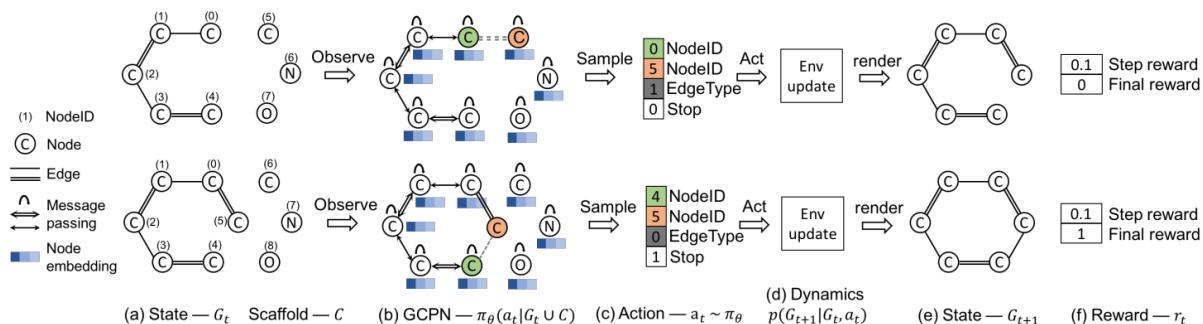 (1) (0) (5)
C C C Observe C C C Sample 0 NodeID Act Env update render C C 0.1 Step reward
(6)
C (2) N C N 5 NodeID C C 0 Final reward
(3) (4) (7)
C C O C C O 1 EdgeType C C
0 Stop
(1) NodeID
C Node
Edge
Message passing
Node embedding
(1) (0) (6)
C C C Observe C C C Sample 4 NodeID Act Env update render C C 0.1 Step reward
(7)
C (2) (5) C N C C N 5 NodeID C C 1 Final reward
(3) (4) (8)
C C O C C O 0 EdgeType C C
1 Stop
(a) State — G_t Scaffold — C (b) GCPN — π_θ(a_t|G_t ∪ C) (c) Action — a_t ~ π_θ (d) Dynamics p(G_{t+1}|G_t, a_t) (e) State — G_{t+1} (f) Reward — r_t